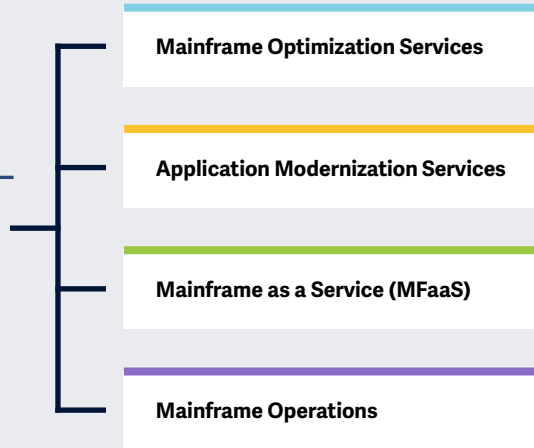 Mainframe Optimization Services
Application Modernization Services
Mainframe as a Service (MFaaS)
Mainframe Operations